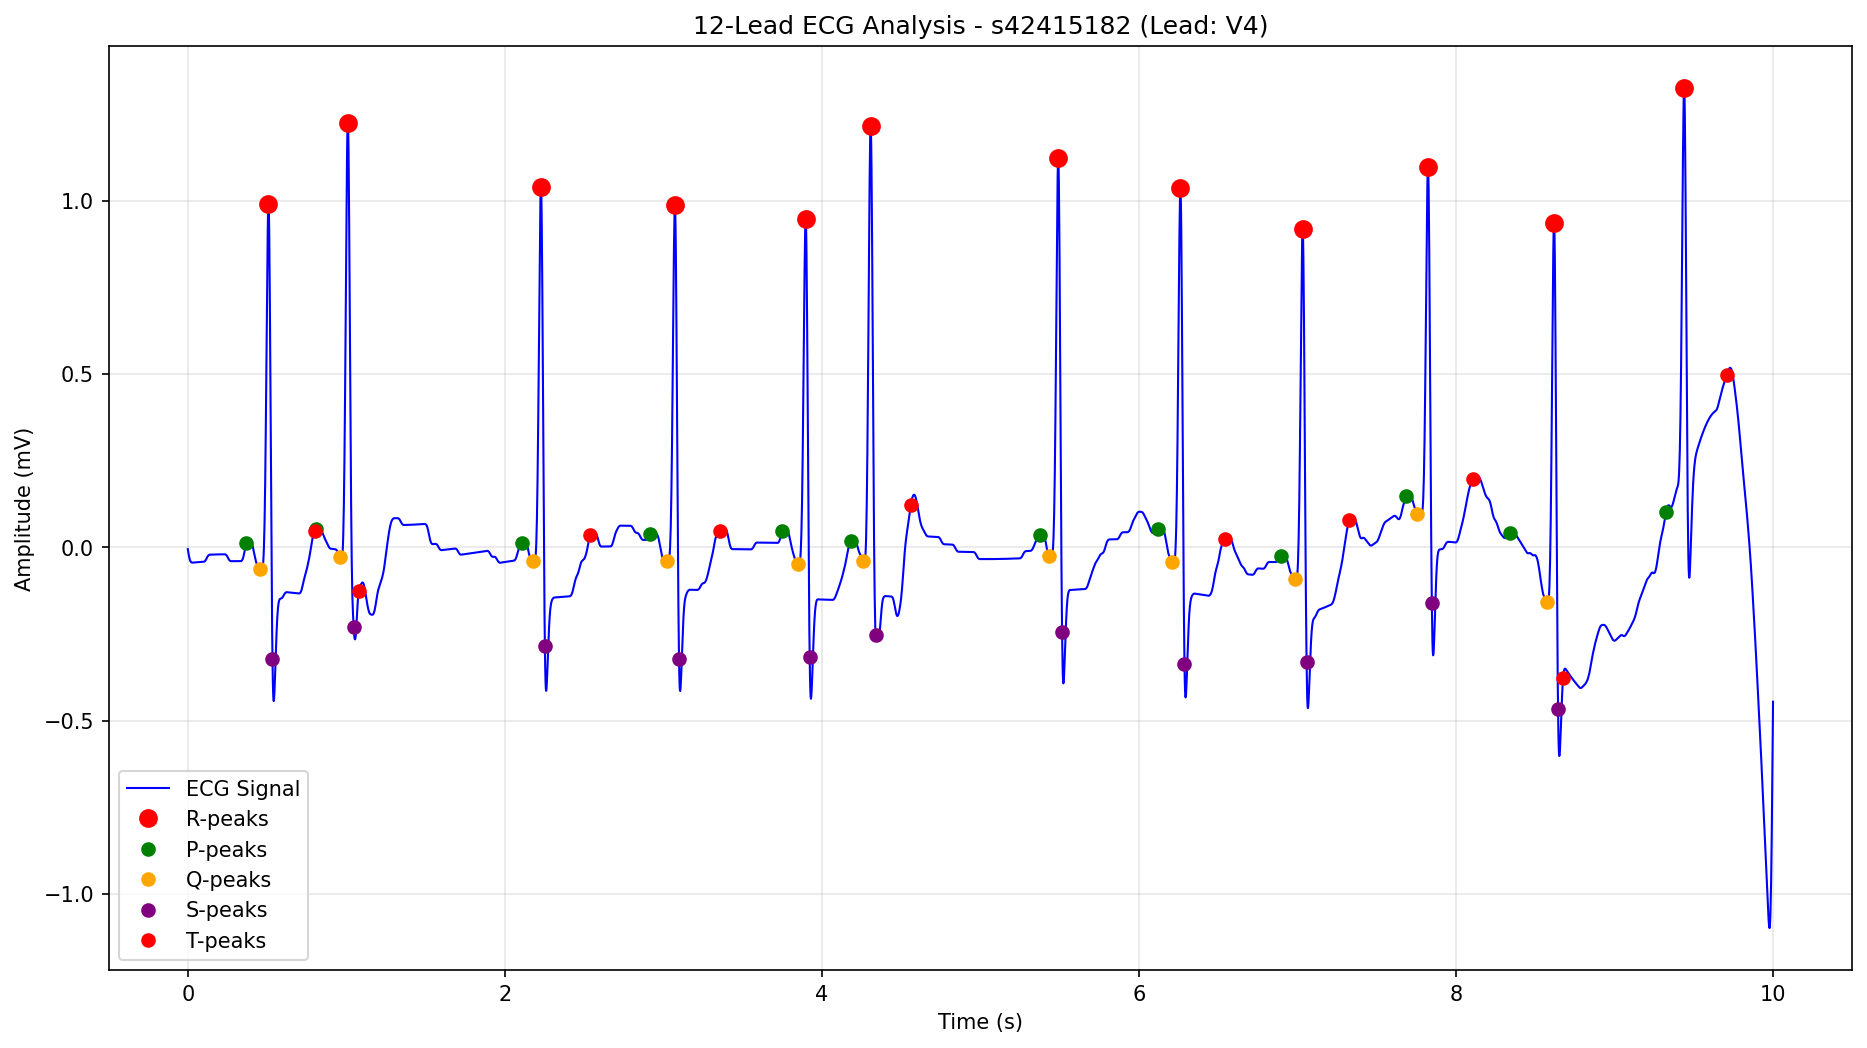 12-Lead ECG Analysis - s42415182 (Lead: V4)
Amplitude (mV)
1.0
0.5
0.0
−0.5
−1.0
ECG Signal
R-peaks
P-peaks
Q-peaks
S-peaks
T-peaks
0 2 4 6 8 10
Time (s)